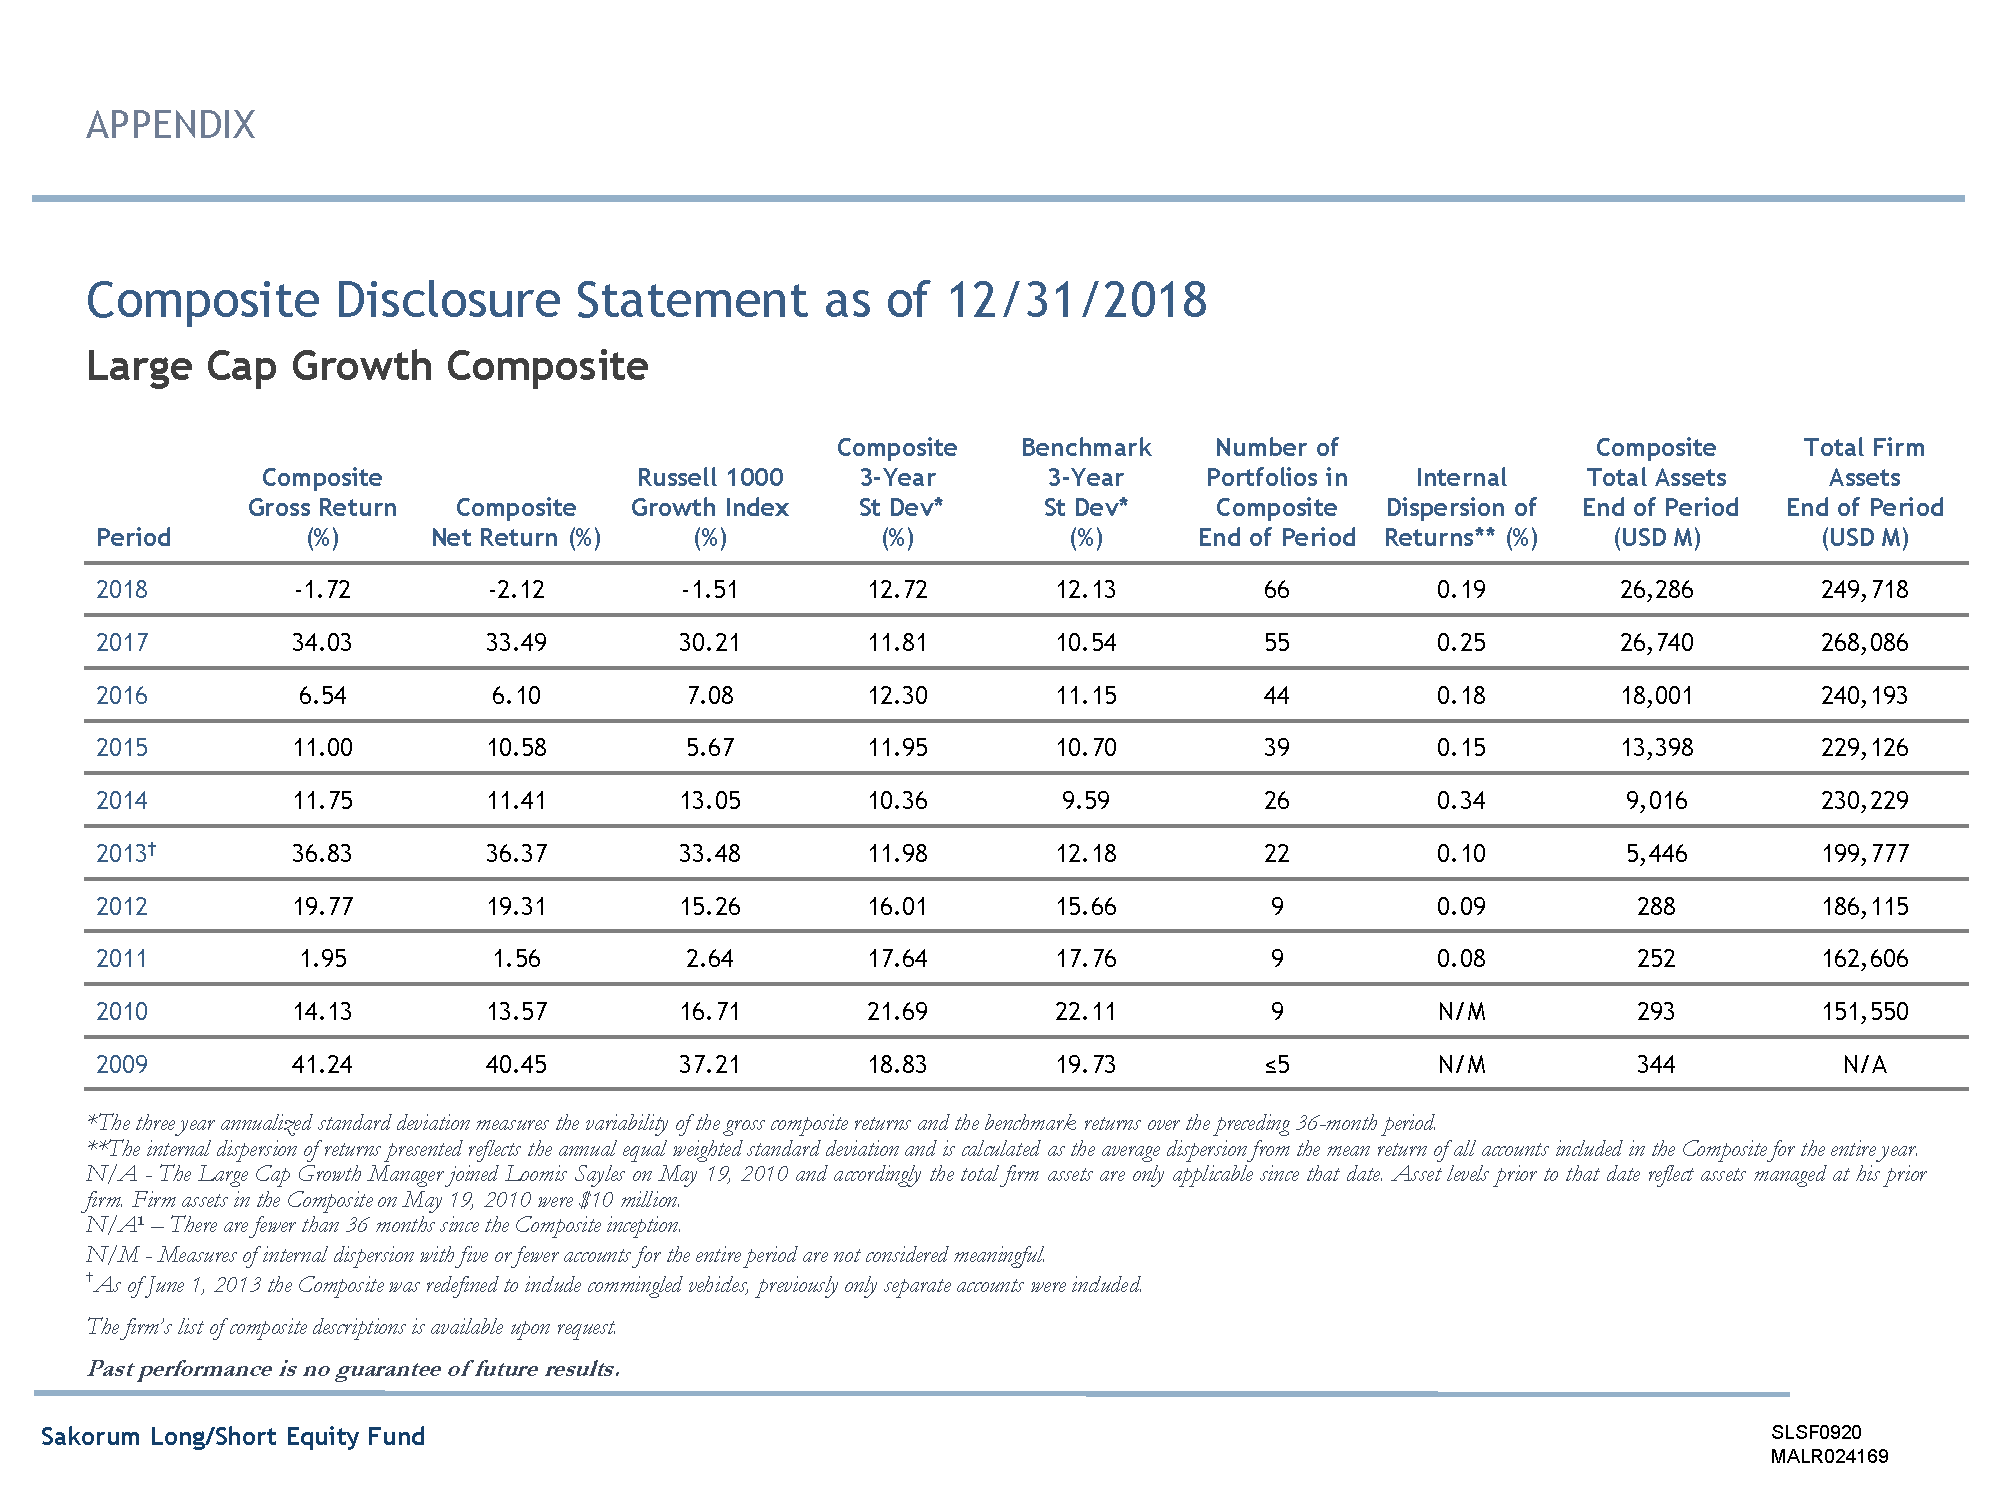 APPENDIX
Composite Disclosure Statement as of 12/31/2018
Large Cap Growth Composite
Period
Composite
Gross Return
(%)
Composite
Net Return (%)
Russell 1000
Growth Index
(%)
Composite
3-Year
St Dev*
(%)
Benchmark
3-Year
St Dev*
(%)
Number of
Portfolios in
Composite
End of Period
Internal
Dispersion of
Returns** (%)
Composite
Total Assets
End of Period
(USD M)
Total Firm
Assets
End of Period
(USD M)
2018 -1.72 -2.12 -1.51 12.72 12.13 66 0.19 26,286 249,718
2017 34.03 33.49 30.21 11.81 10.54 55 0.25 26,740 268,086
2016 6.54 6.10 7.08 12.30 11.15 44 0.18 18,001 240,193
2015 11.00 10.58 5.67 11.95 10.70 39 0.15 13,398 229,126
2014 11.75 11.41 13.05 10.36 9.59 26 0.34 9,016 230,229
2013† 36.83 36.37 33.48 11.98 12.18 22 0.10 5,446 199,777
2012 19.77 19.31 15.26 16.01 15.66 9 0.09 288 186,115
2011 1.95 1.56 2.64 17.64 17.76 9 0.08 252 162,606
2010 14.13 13.57 16.71 21.69 22.11 9 N/M 293 151,550
2009 41.24 40.45 37.21 18.83 19.73 ≤5 N/M 344 N/A
*The three year annualized standard deviation measures the variability of the gross composite returns and the benchmark returns over the preceding 36-month period.
**The internal dispersion of returns presented reflects the annual equal weighted standard deviation and is calculated as the average dispersion from the mean return of all accounts included in the Composite for the entire year.
N/A - The Large Cap Growth Manager joined Loomis Sayles on May 19, 2010 and accordingly the total firm assets are only applicable since that date. Asset levels prior to that date reflect assets managed at his prior
firm. Firm assets in the Composite on May 19, 2010 were $10 million.
N/A¹ – There are fewer than 36 months since the Composite inception.
N/M - Measures of internal dispersion with five or fewer accounts for the entire period are not considered meaningful.
†As of June 1, 2013 the Composite was redefined to include commingled vehicles, previously only separate accounts were included.
The firm's list of composite descriptions is available upon request.
Past performance is no guarantee of future results.
Sakorum Long/Short Equity Fund
SLSF0920
MALR024169